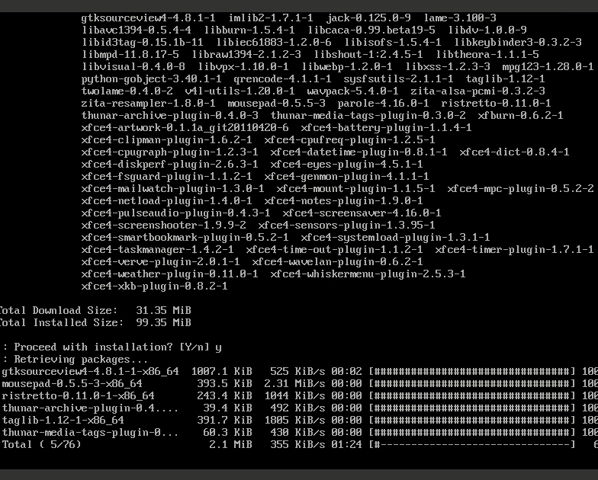 gtksourceview4-4.8.1-1  imlib2-1.7.1-1  jack-0.125.0-9  lame-3.100-3
libavc1394-0.5.4-4  libburn-1.5.4-1  libcaca-0.99.beta19-5  libdv-1.0.0-9
libid3tag-0.15.1b-11  libiec61883-1.2.0-6  libisofs-1.5.4-1  libkeybinder3-0.3.2-3
libmpd-11.8.17-5  libraw1394-2.1.2-3  libshout-1:2.4.5-1  libtheora-1.1.1-5
libvisual-0.4.0-8  libvpx-1.10.0-1  libwebp-1.2.0-1  libxss-1.2.3-3  mpg123-1.28.0-1
python-gobject-3.40.1-1  qrencode-4.1.1-1  sysfsutils-2.1.1-1  taglib-1.12-1
twolame-0.4.0-2  v4l-utils-1.20.0-1  wavpack-5.4.0-1  zita-alsa-pcmi-0.3.2-3
zita-resampler-1.8.0-1  mousepad-0.5.5-3  parole-4.16.0-1  ristretto-0.11.0-1
thunar-archive-plugin-0.4.0-3  thunar-media-tags-plugin-0.3.0-2  xfburn-0.6.2-1
xfce4-artwork-0.1.1a_git20110420-6  xfce4-battery-plugin-1.1.4-1
xfce4-clipman-plugin-1.6.2-1  xfce4-cpufreq-plugin-1.2.5-1
xfce4-cpugraph-plugin-1.2.3-1  xfce4-datetime-plugin-0.8.1-1  xfce4-dict-0.8.4-1
xfce4-diskperf-plugin-2.6.3-1  xfce4-eyes-plugin-4.5.1-1
xfce4-fsguard-plugin-1.1.2-1  xfce4-genmon-plugin-4.1.1-1
xfce4-mailwatch-plugin-1.3.0-1  xfce4-mount-plugin-1.1.5-1  xfce4-mpc-plugin-0.5.2-2
xfce4-netload-plugin-1.4.0-1  xfce4-notes-plugin-1.9.0-1
xfce4-pulseaudio-plugin-0.4.3-1  xfce4-screensaver-4.16.0-1
xfce4-screenshooter-1.9.9-2  xfce4-sensors-plugin-1.3.95-1
xfce4-smartbookmark-plugin-0.5.2-1  xfce4-systemload-plugin-1.3.1-1
xfce4-taskmanager-1.4.2-1  xfce4-time-out-plugin-1.1.2-1  xfce4-timer-plugin-1.7.1-1
xfce4-verve-plugin-2.0.1-1  xfce4-wavelan-plugin-0.6.2-1
xfce4-weather-plugin-0.11.0-1  xfce4-whiskermenu-plugin-2.5.3-1
xfce4-xkb-plugin-0.8.2-1
otal Download Size:   31.35 MiB
otal Installed Size:  99.35 MiB
: Proceed with installation? [Y/n] y
: Retrieving packages...
gtksourceview4-4.8.1-1-x86_64  1007.1 KiB   525 KiB/s 00:02 [################################] 100
mousepad-0.5.5-3-x86_64  393.5 KiB  2.31 MiB/s 00:00 [################################] 100
ristretto-0.11.0-1-x86_64  243.4 KiB  1044 KiB/s 00:00 [################################] 100
thunar-archive-plugin-0.4....  39.4 KiB   492 KiB/s 00:00 [################################] 100
taglib-1.12-1-x86_64  391.7 KiB  1805 KiB/s 00:00 [################################] 100
thunar-media-tags-plugin-0...  60.3 KiB   430 KiB/s 00:00 [################################] 100
Total ( 5/76)  2.1 MiB   355 KiB/s 01:24 [#-------------------------------] 6